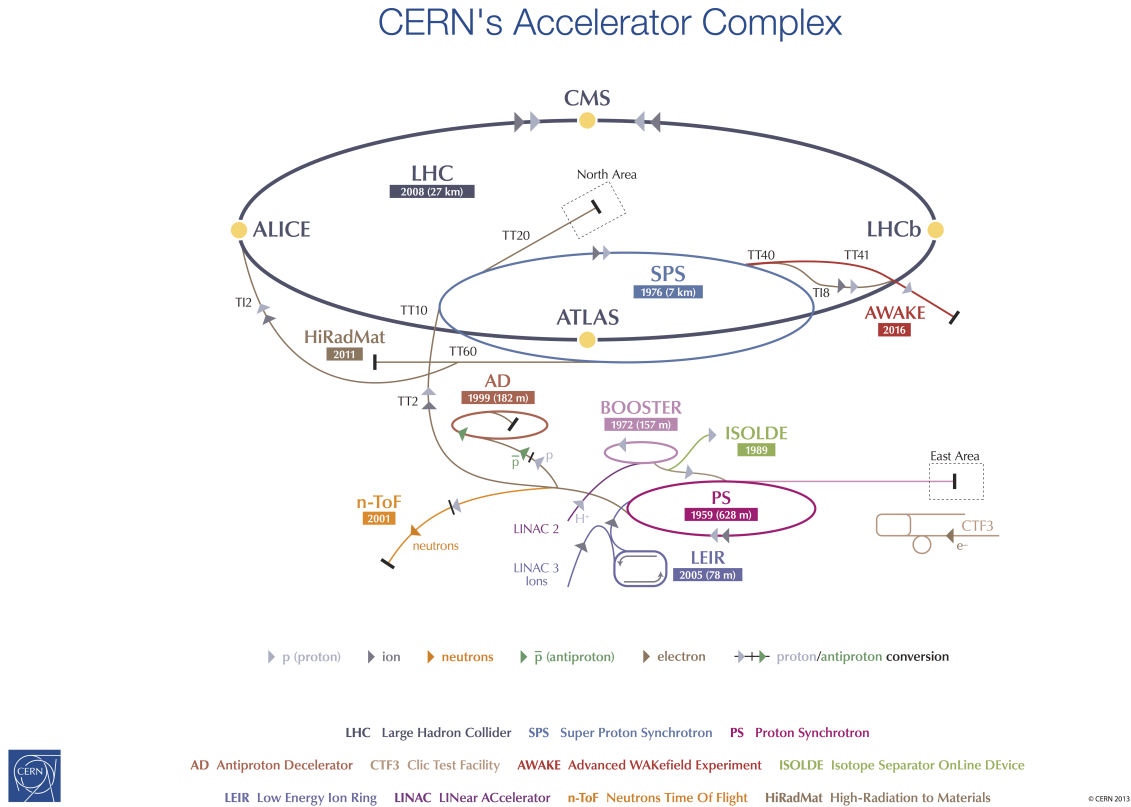 CERN's Accelerator Complex
CMS
LHC
2008 (27 km)
North Area
ALICE
LHCb
TT20
TT40
TT41
SPS
1976 (7 km)
TI8
TI2
TT10
ATLAS
AWAKE
2016
HiRadMat
2011
TT60
AD
1999 (182 m)
TT2
BOOSTER
1972 (157 m)
ISOLDE
1989
p̅
p
East Area
n-ToF
2001
PS
1959 (628 m)
H⁺
LINAC 2
neutrons
CTF3
e⁻
LEIR
2005 (78 m)
LINAC 3
Ions
p (proton)
ion
neutrons
p̅ (antiproton)
electron
proton/antiproton conversion
LHC Large Hadron Collider SPS Super Proton Synchrotron PS Proton Synchrotron
AD Antiproton Decelerator CTF3 Clic Test Facility AWAKE Advanced WAKefield Experiment ISOLDE Isotope Separator OnLine DEvice
LEIR Low Energy Ion Ring LINAC LINear ACcelerator n-ToF Neutrons Time Of Flight HiRadMat High-Radiation to Materials
CERN
© CERN 2013